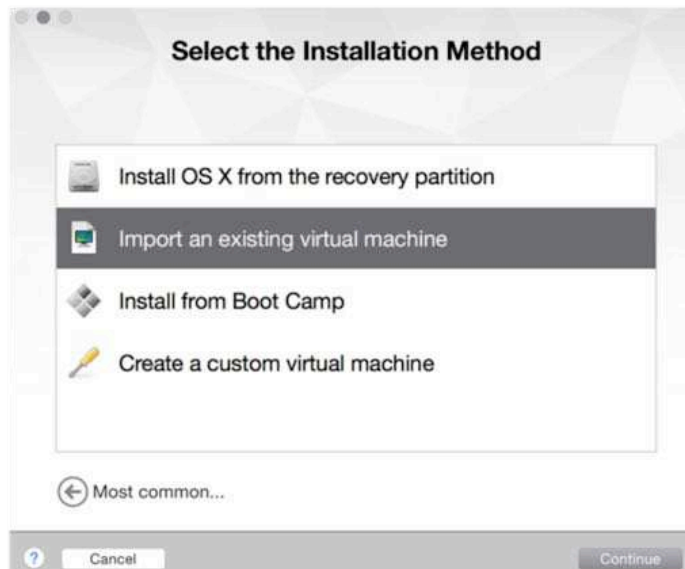 Select the Installation Method
Install OS X from the recovery partition
Import an existing virtual machine
Install from Boot Camp
Create a custom virtual machine
Most common...
? Cancel Continue